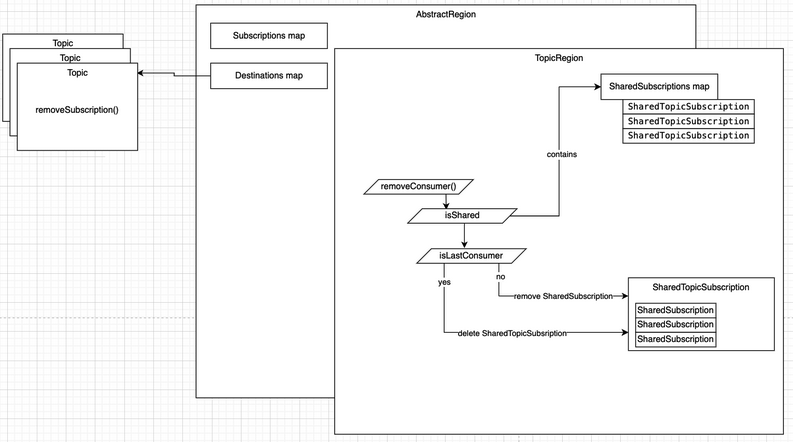 AbstractRegion
Subscriptions map
Destinations map
Topic
Topic
Topic
removeSubscription()
TopicRegion
SharedSubscriptions map
SharedTopicSubscription
SharedTopicSubscription
SharedTopicSubscription
contains
removeConsumer()
isShared
isLastConsumer
yes
no
remove SharedSubscription
delete SharedTopicSubsription
SharedTopicSubscription
SharedSubscription
SharedSubscription
SharedSubscription